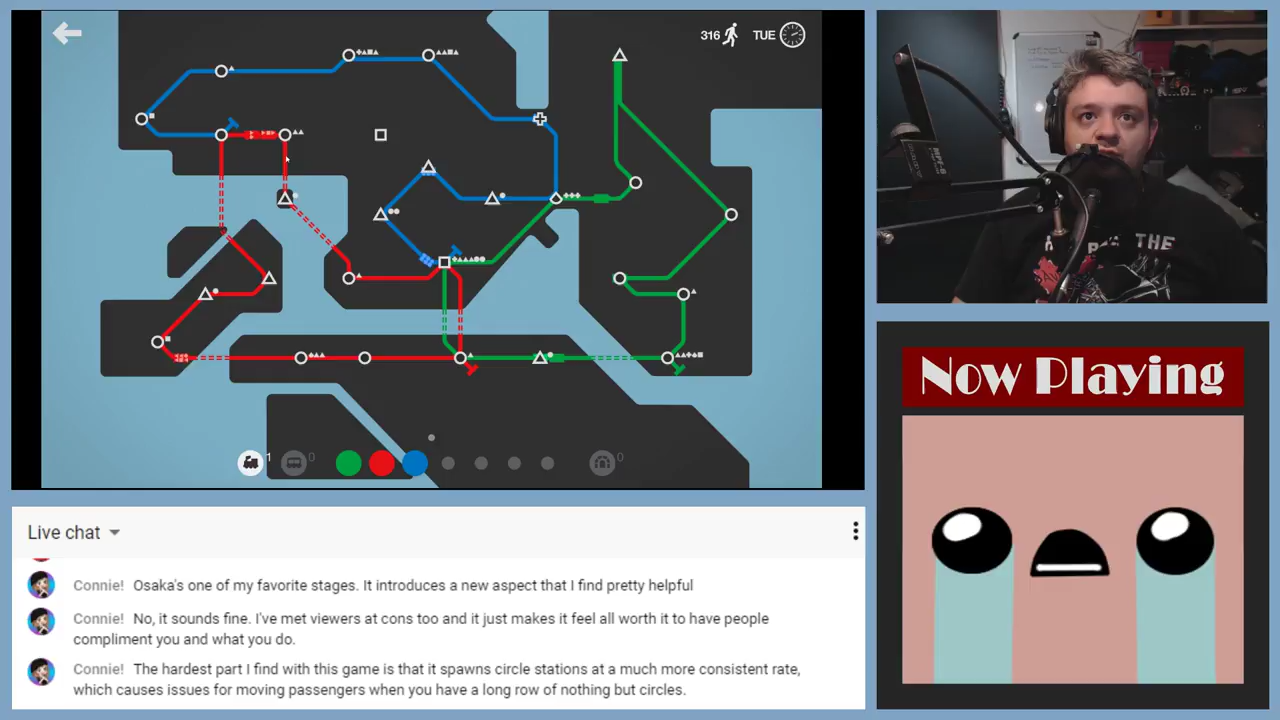 316
TUE
1
0
0
Now Playing
Live chat
Connie! Osaka's one of my favorite stages. It introduces a new aspect that I find pretty helpful
Connie! No, it sounds fine. I've met viewers at cons too and it just makes it feel all worth it to have people
compliment you and what you do.
Connie! The hardest part I find with this game is that it spawns circle stations at a much more consistent rate,
which causes issues for moving passengers when you have a long row of nothing but circles.